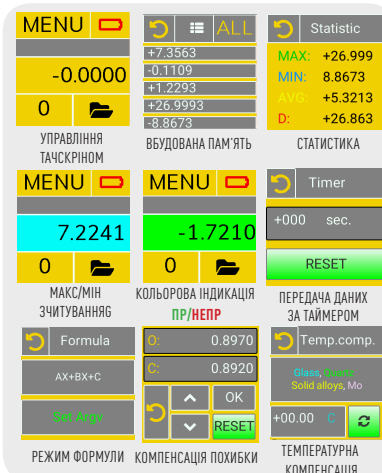 MENU
-0.0000
0
УПРАВЛІННЯ
ТАЧСКРІНОМ
ALL
+7.3563
-0.1109
+1.2293
+26.9993
-8.8673
ВБУДОВАНА ПАМ'ЯТЬ
Statistic
MAX: +26.999
MIN: 8.8673
AVG: +5.3213
D: +26.863
СТАТИСТИКА
MENU
7.2241
0
МАКС/МІН
ЗЧИТУВАННЯG
MENU
-1.7210
0
КОЛЬОРОВА ІНДИКАЦІЯ
ПР/НЕПР
Timer
+000 sec.
RESET
ПЕРЕДАЧА ДАНИХ
ЗА ТАЙМЕРОМ
Formula
AX+BX+C
Set Argv
РЕЖИМ ФОРМУЛИ
O: 0.8970
C: 0.8920
OK
RESET
КОМПЕНСАЦІЯ ПОХИБКИ
Temp.comp.
Glass, Quartz
Solid alloys, Mo
+00.00 C
ТЕМПЕРАТУРНА
КОМПЕНСАЦІЯ